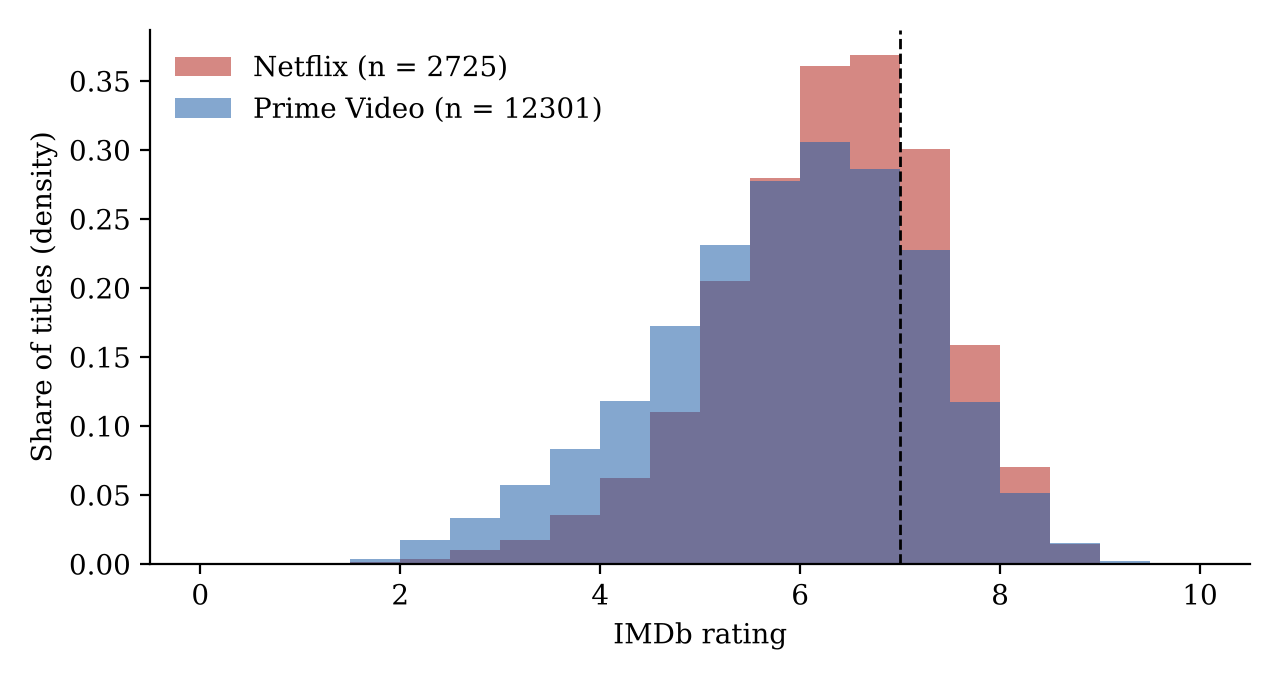 Netflix (n = 2725)
Prime Video (n = 12301)
Share of titles (density)
0.35
0.30
0.25
0.20
0.15
0.10
0.05
0.00
0 2 4 6 8 10
IMDb rating